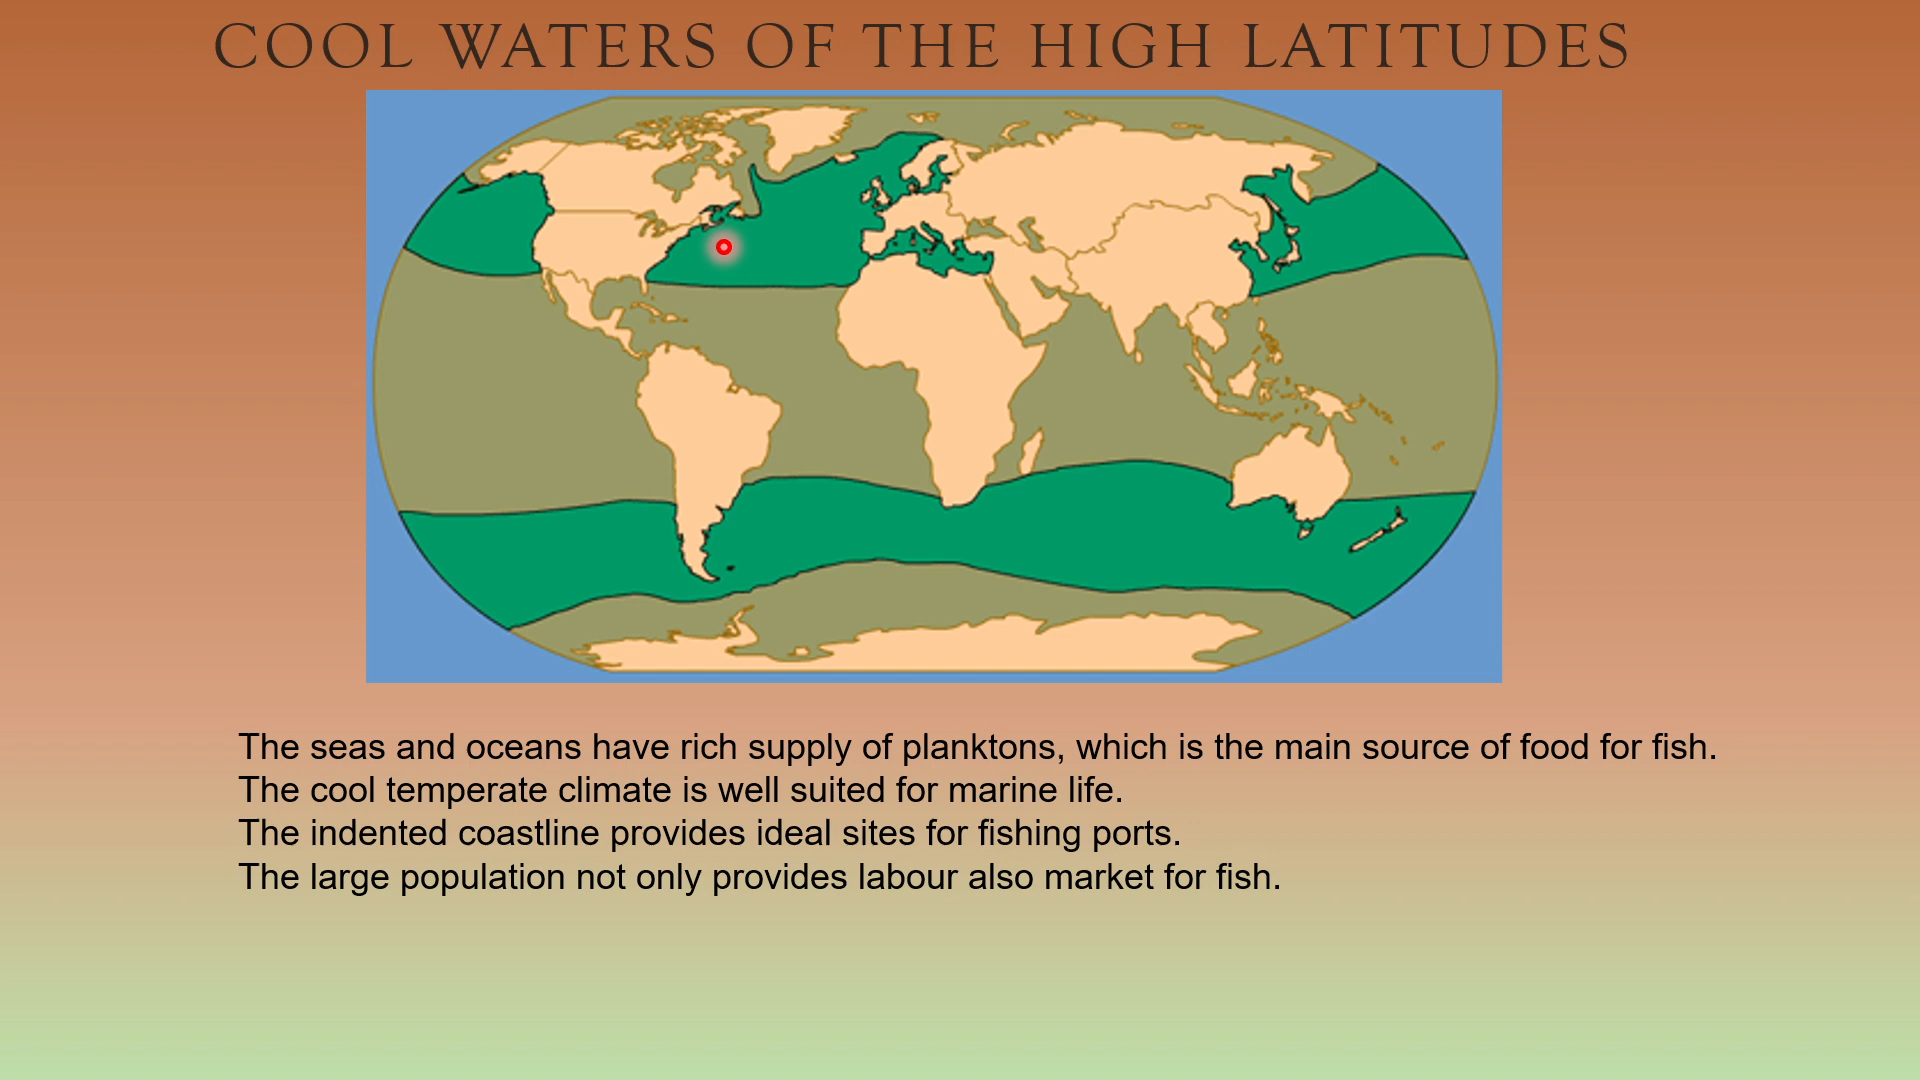 COOL WATERS OF THE HIGH LATITUDES
The seas and oceans have rich supply of planktons, which is the main source of food for fish.
The cool temperate climate is well suited for marine life.
The indented coastline provides ideal sites for fishing ports.
The large population not only provides labour also market for fish.